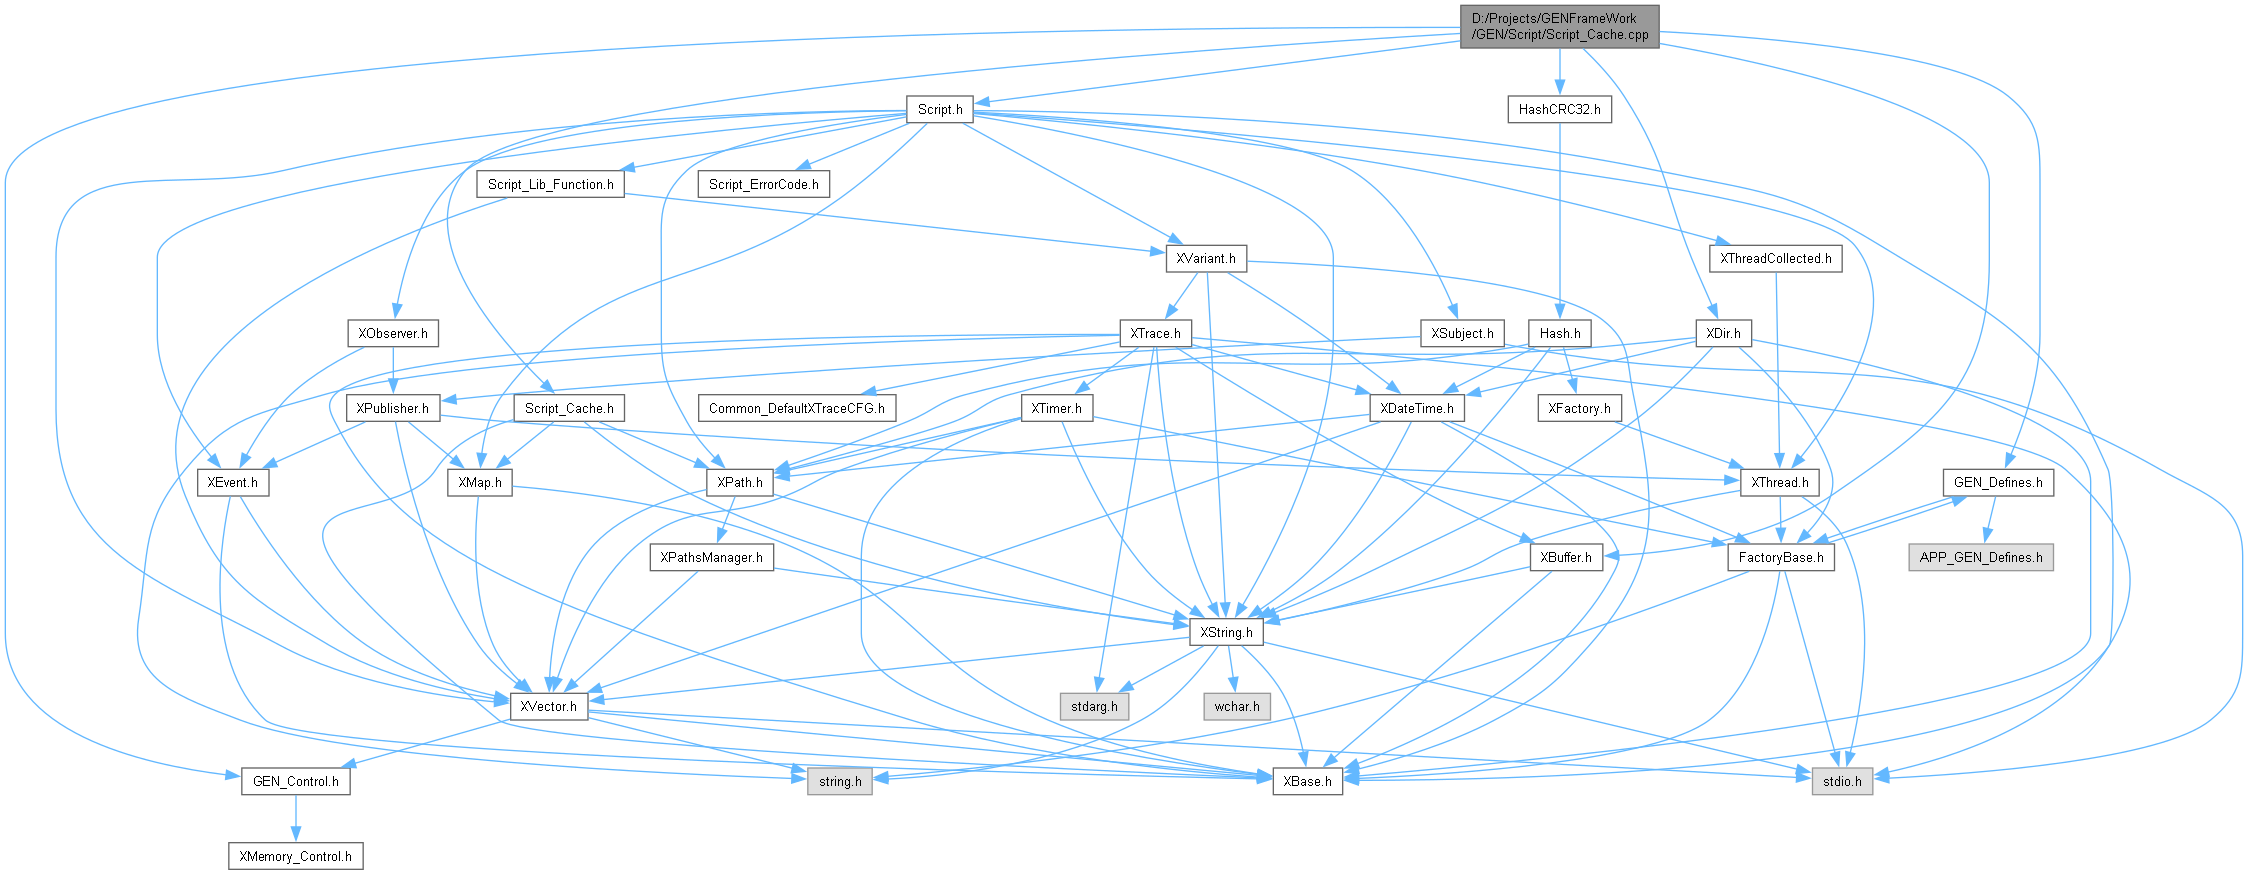 D:/Projects/GENFrameWork
/GEN/Script/Script_Cache.cpp
Script.h
HashCRC32.h
Script_Lib_Function.h
Script_ErrorCode.h
XVariant.h
XThreadCollected.h
XObserver.h
XTrace.h
XSubject.h
Hash.h
XDir.h
XPublisher.h
Script_Cache.h
Common_DefaultXTraceCFG.h
XTimer.h
XDateTime.h
XFactory.h
XEvent.h
XMap.h
XPath.h
XThread.h
GEN_Defines.h
XPathsManager.h
XBuffer.h
FactoryBase.h
APP_GEN_Defines.h
XString.h
XVector.h
stdarg.h
wchar.h
GEN_Control.h
string.h
XBase.h
stdio.h
XMemory_Control.h